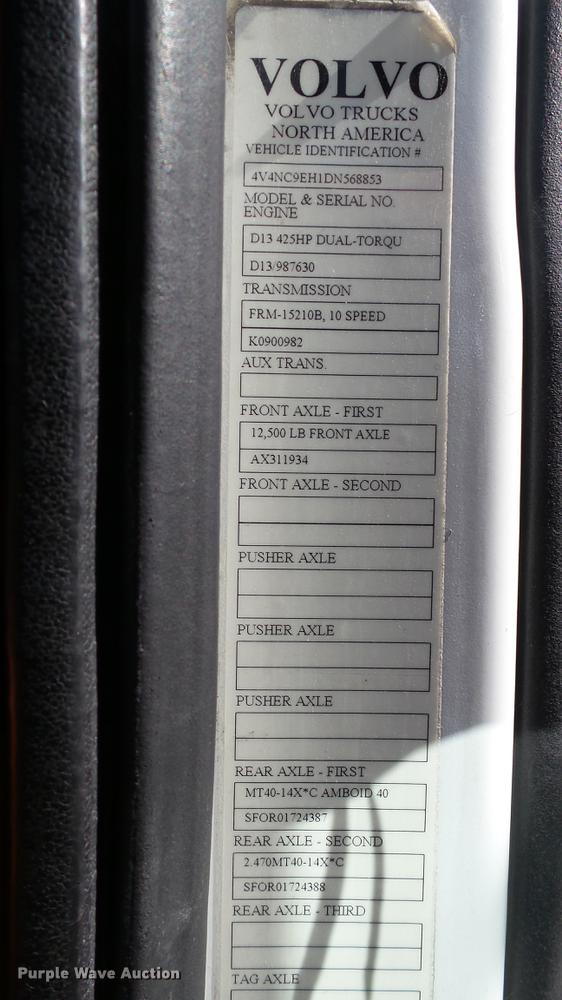 VOLVO
VOLVO TRUCKS
NORTH AMERICA
VEHICLE IDENTIFICATION #
4V4NC9EH1DN568853
MODEL & SERIAL NO.
ENGINE
D13 425HP DUAL-TORQU
D13/987630
TRANSMISSION
FRM-15210B, 10 SPEED
K0900982
AUX TRANS.
FRONT AXLE - FIRST
12,500 LB FRONT AXLE
AX311934
FRONT AXLE - SECOND
PUSHER AXLE
PUSHER AXLE
PUSHER AXLE
REAR AXLE - FIRST
MT40-14X*C AMBOID 40
SFOR01724387
REAR AXLE - SECOND
2.470MT40-14X*C
SFOR01724388
REAR AXLE - THIRD
TAG AXLE
Purple Wave Auction